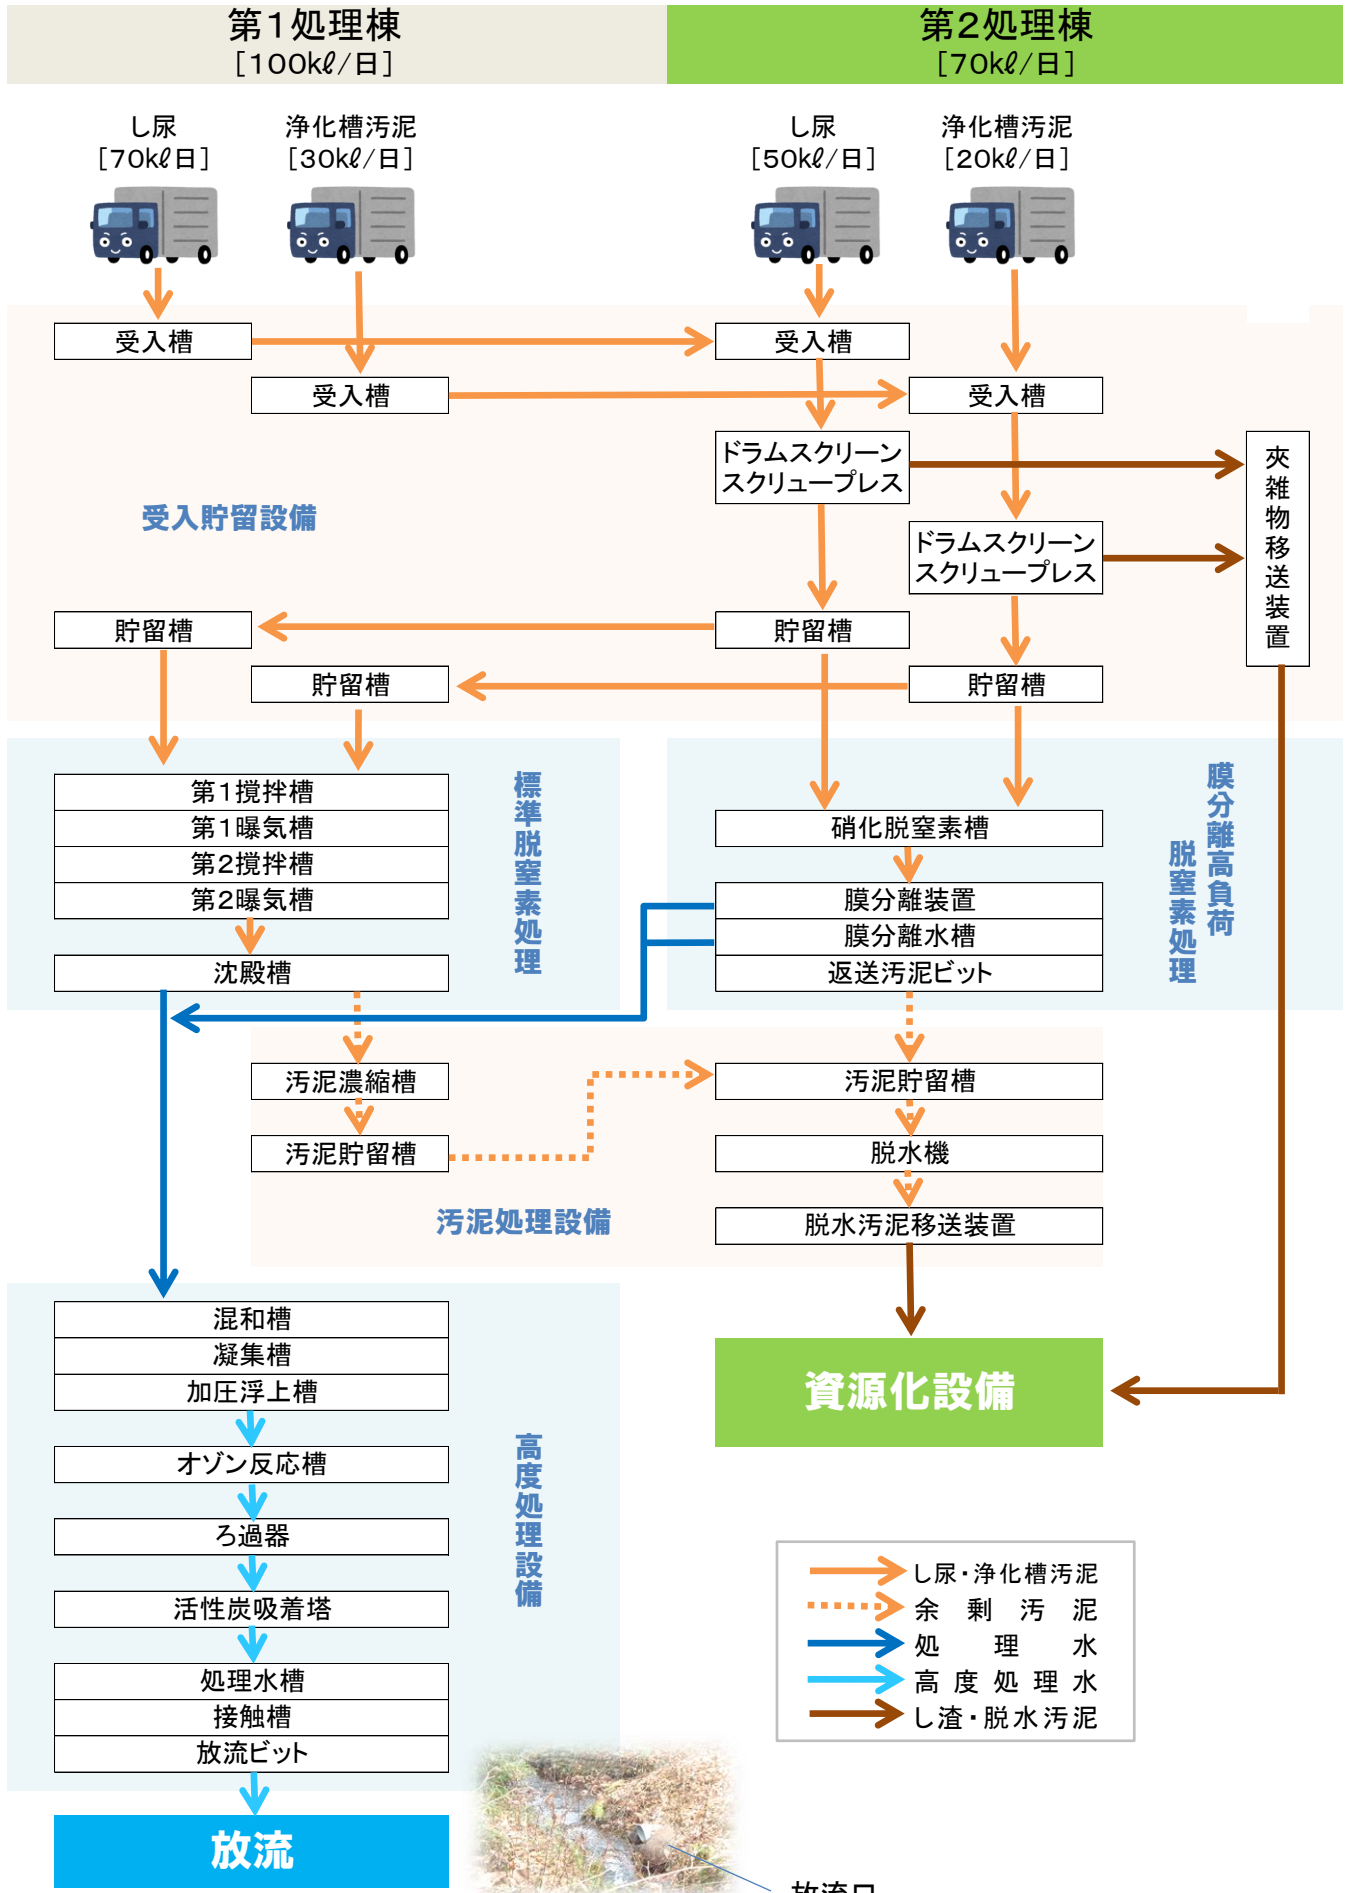 第1処理棟
[100kℓ/日]
第2処理棟
[70kℓ/日]
し尿
[70kℓ日]
浄化槽汚泥
[30kℓ/日]
し尿
[50kℓ/日]
浄化槽汚泥
[20kℓ/日]
受入槽
受入槽
受入槽
受入槽
ドラムスクリーン
スクリュープレス
ドラムスクリーン
スクリュープレス
夾雑物移送装置
受入貯留設備
貯留槽
貯留槽
貯留槽
貯留槽
第1撹拌槽
第1曝気槽
第2撹拌槽
第2曝気槽
沈殿槽
標準脱窒素処理
硝化脱窒素槽
膜分離装置
膜分離水槽
返送汚泥ビット
膜分離高負荷
脱窒素処理
汚泥濃縮槽
汚泥貯留槽
汚泥貯留槽
脱水機
脱水汚泥移送装置
汚泥処理設備
混和槽
凝集槽
加圧浮上槽
オゾン反応槽
ろ過器
活性炭吸着塔
処理水槽
接触槽
放流ビット
高度処理設備
資源化設備
し尿・浄化槽汚泥
余剰汚泥
処理水
高度処理水
し渣・脱水汚泥
放流
放流口